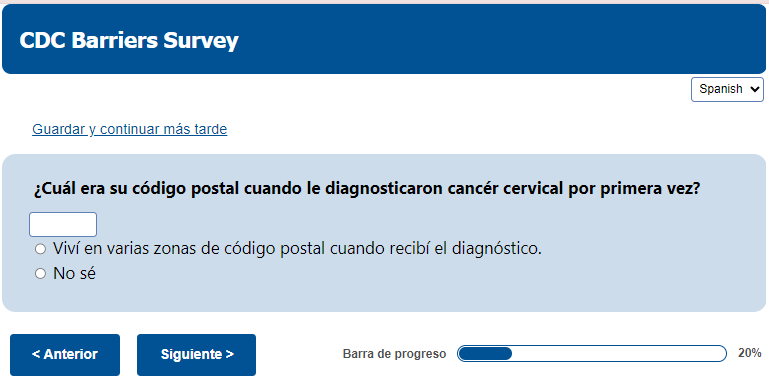 CDC Barriers Survey
Spanish
Guardar y continuar más tarde
¿Cuál era su código postal cuando le diagnosticaron cancér cervical por primera vez?
Viví en varias zonas de código postal cuando recibí el diagnóstico.
No sé
< Anterior
Siguiente >
Barra de progreso
20%